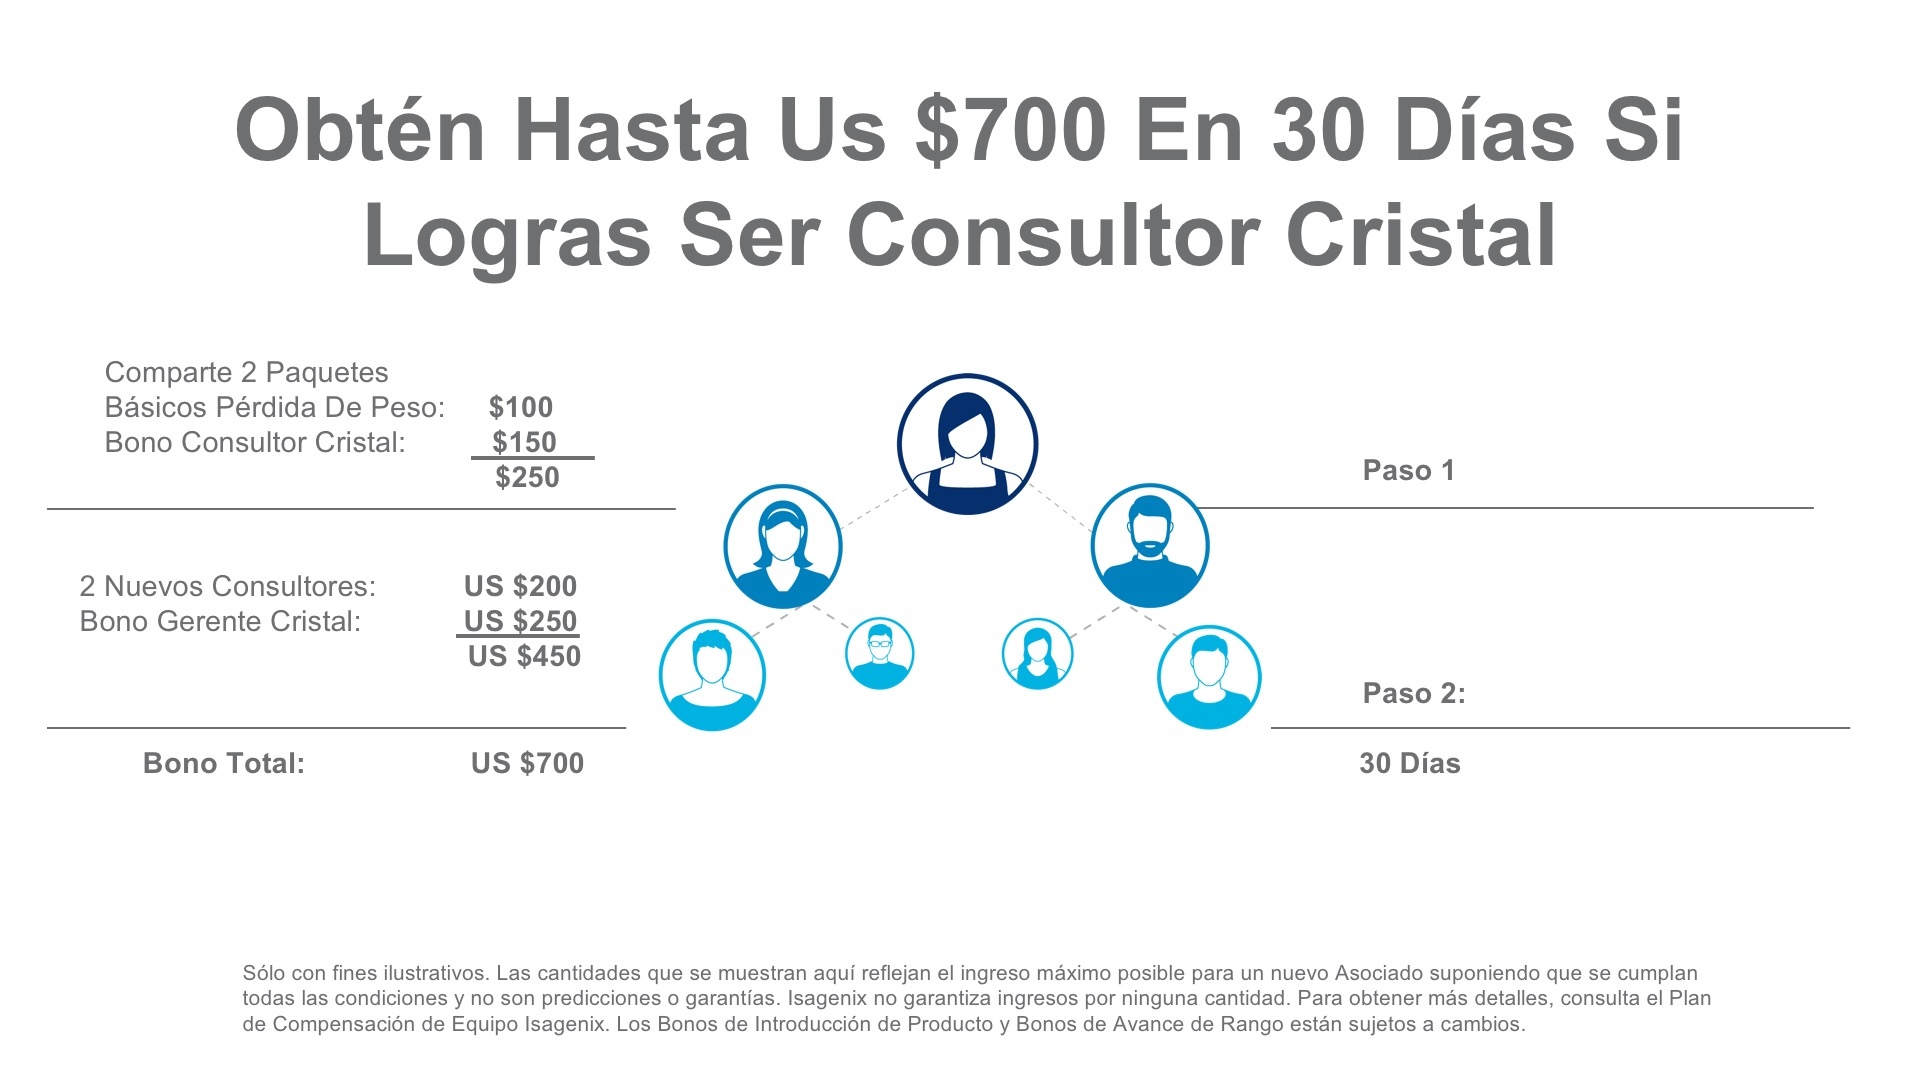 Obtén Hasta Us $700 En 30 Días Si
Logras Ser Consultor Cristal
Comparte 2 Paquetes
Básicos Pérdida De Peso: $100
Bono Consultor Cristal: $150
$250
Paso 1
2 Nuevos Consultores: US $200
Bono Gerente Cristal: US $250
US $450
Paso 2:
Bono Total: US $700
30 Días
Sólo con fines ilustrativos. Las cantidades que se muestran aquí reflejan el ingreso máximo posible para un nuevo Asociado suponiendo que se cumplan
todas las condiciones y no son predicciones o garantías. Isagenix no garantiza ingresos por ninguna cantidad. Para obtener más detalles, consulta el Plan
de Compensación de Equipo Isagenix. Los Bonos de Introducción de Producto y Bonos de Avance de Rango están sujetos a cambios.